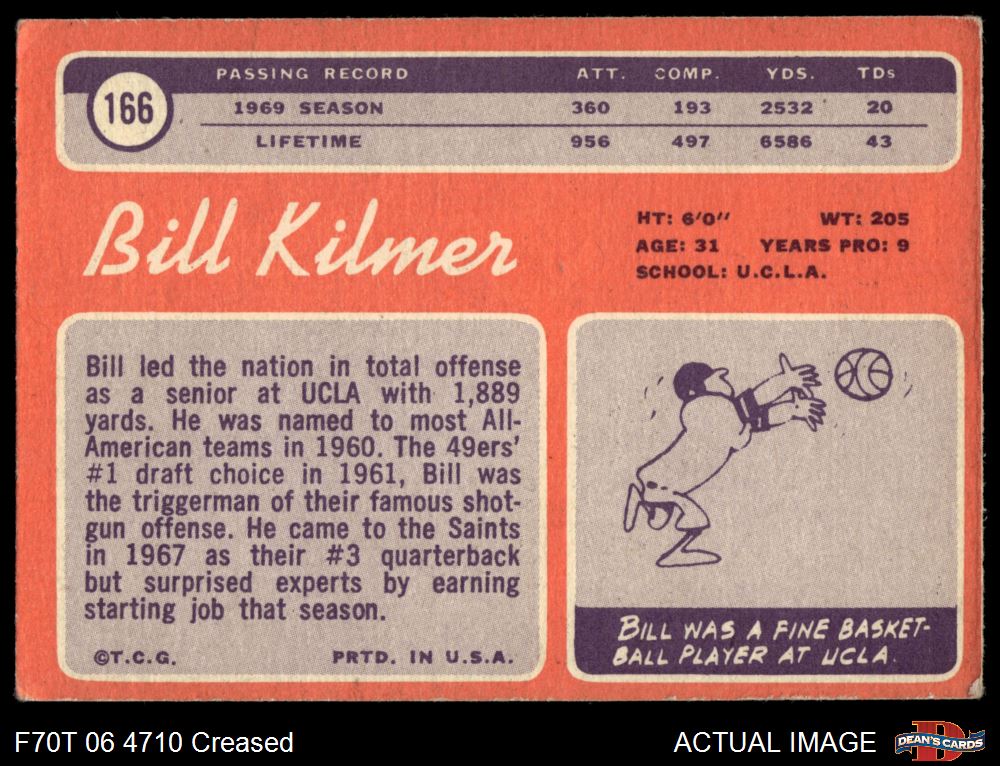 166
PASSING RECORD ATT. COMP. YDS. TDs
1969 SEASON 360 193 2532 20
LIFETIME 956 497 6586 43
Bill Kilmer
HT: 6'0" WT: 205
AGE: 31 YEARS PRO: 9
SCHOOL: U.C.L.A.
Bill led the nation in total offense
as a senior at UCLA with 1,889
yards. He was named to most All-
American teams in 1960. The 49ers'
#1 draft choice in 1961, Bill was
the triggerman of their famous shot-
gun offense. He came to the Saints
in 1967 as their #3 quarterback
but surprised experts by earning
starting job that season.
©T.C.G. PRTD. IN U.S.A.
BILL WAS A FINE BASKET-
BALL PLAYER AT UCLA.
F70T 06 4710 Creased
ACTUAL IMAGE
D
DEAN'S CARDS